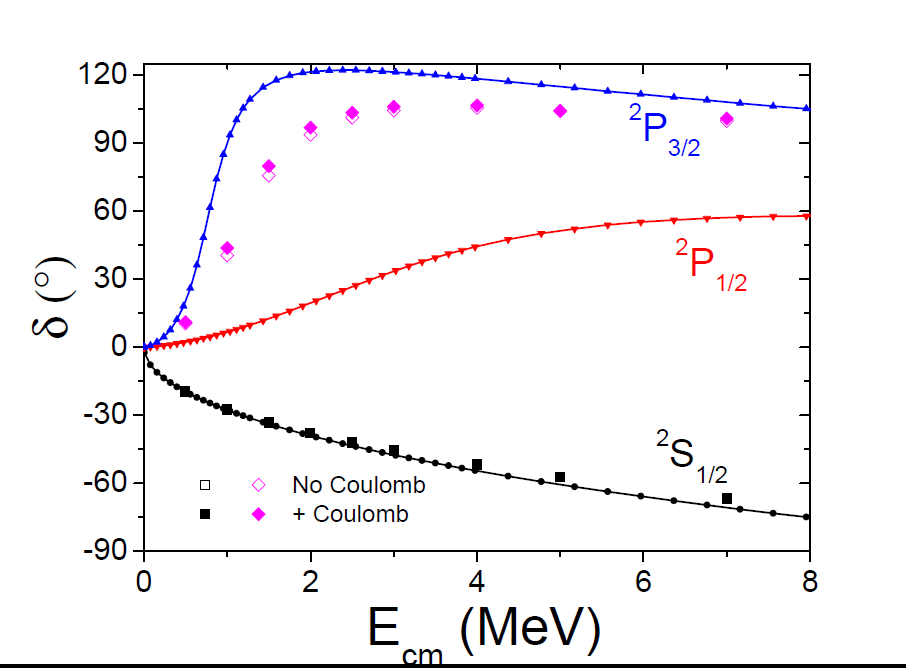 120
90
60
30
0
-30
-60
-90
δ (°)
2P3/2
2P1/2
2S1/2
No Coulomb
+ Coulomb
0 2 4 6 8
Ecm (MeV)